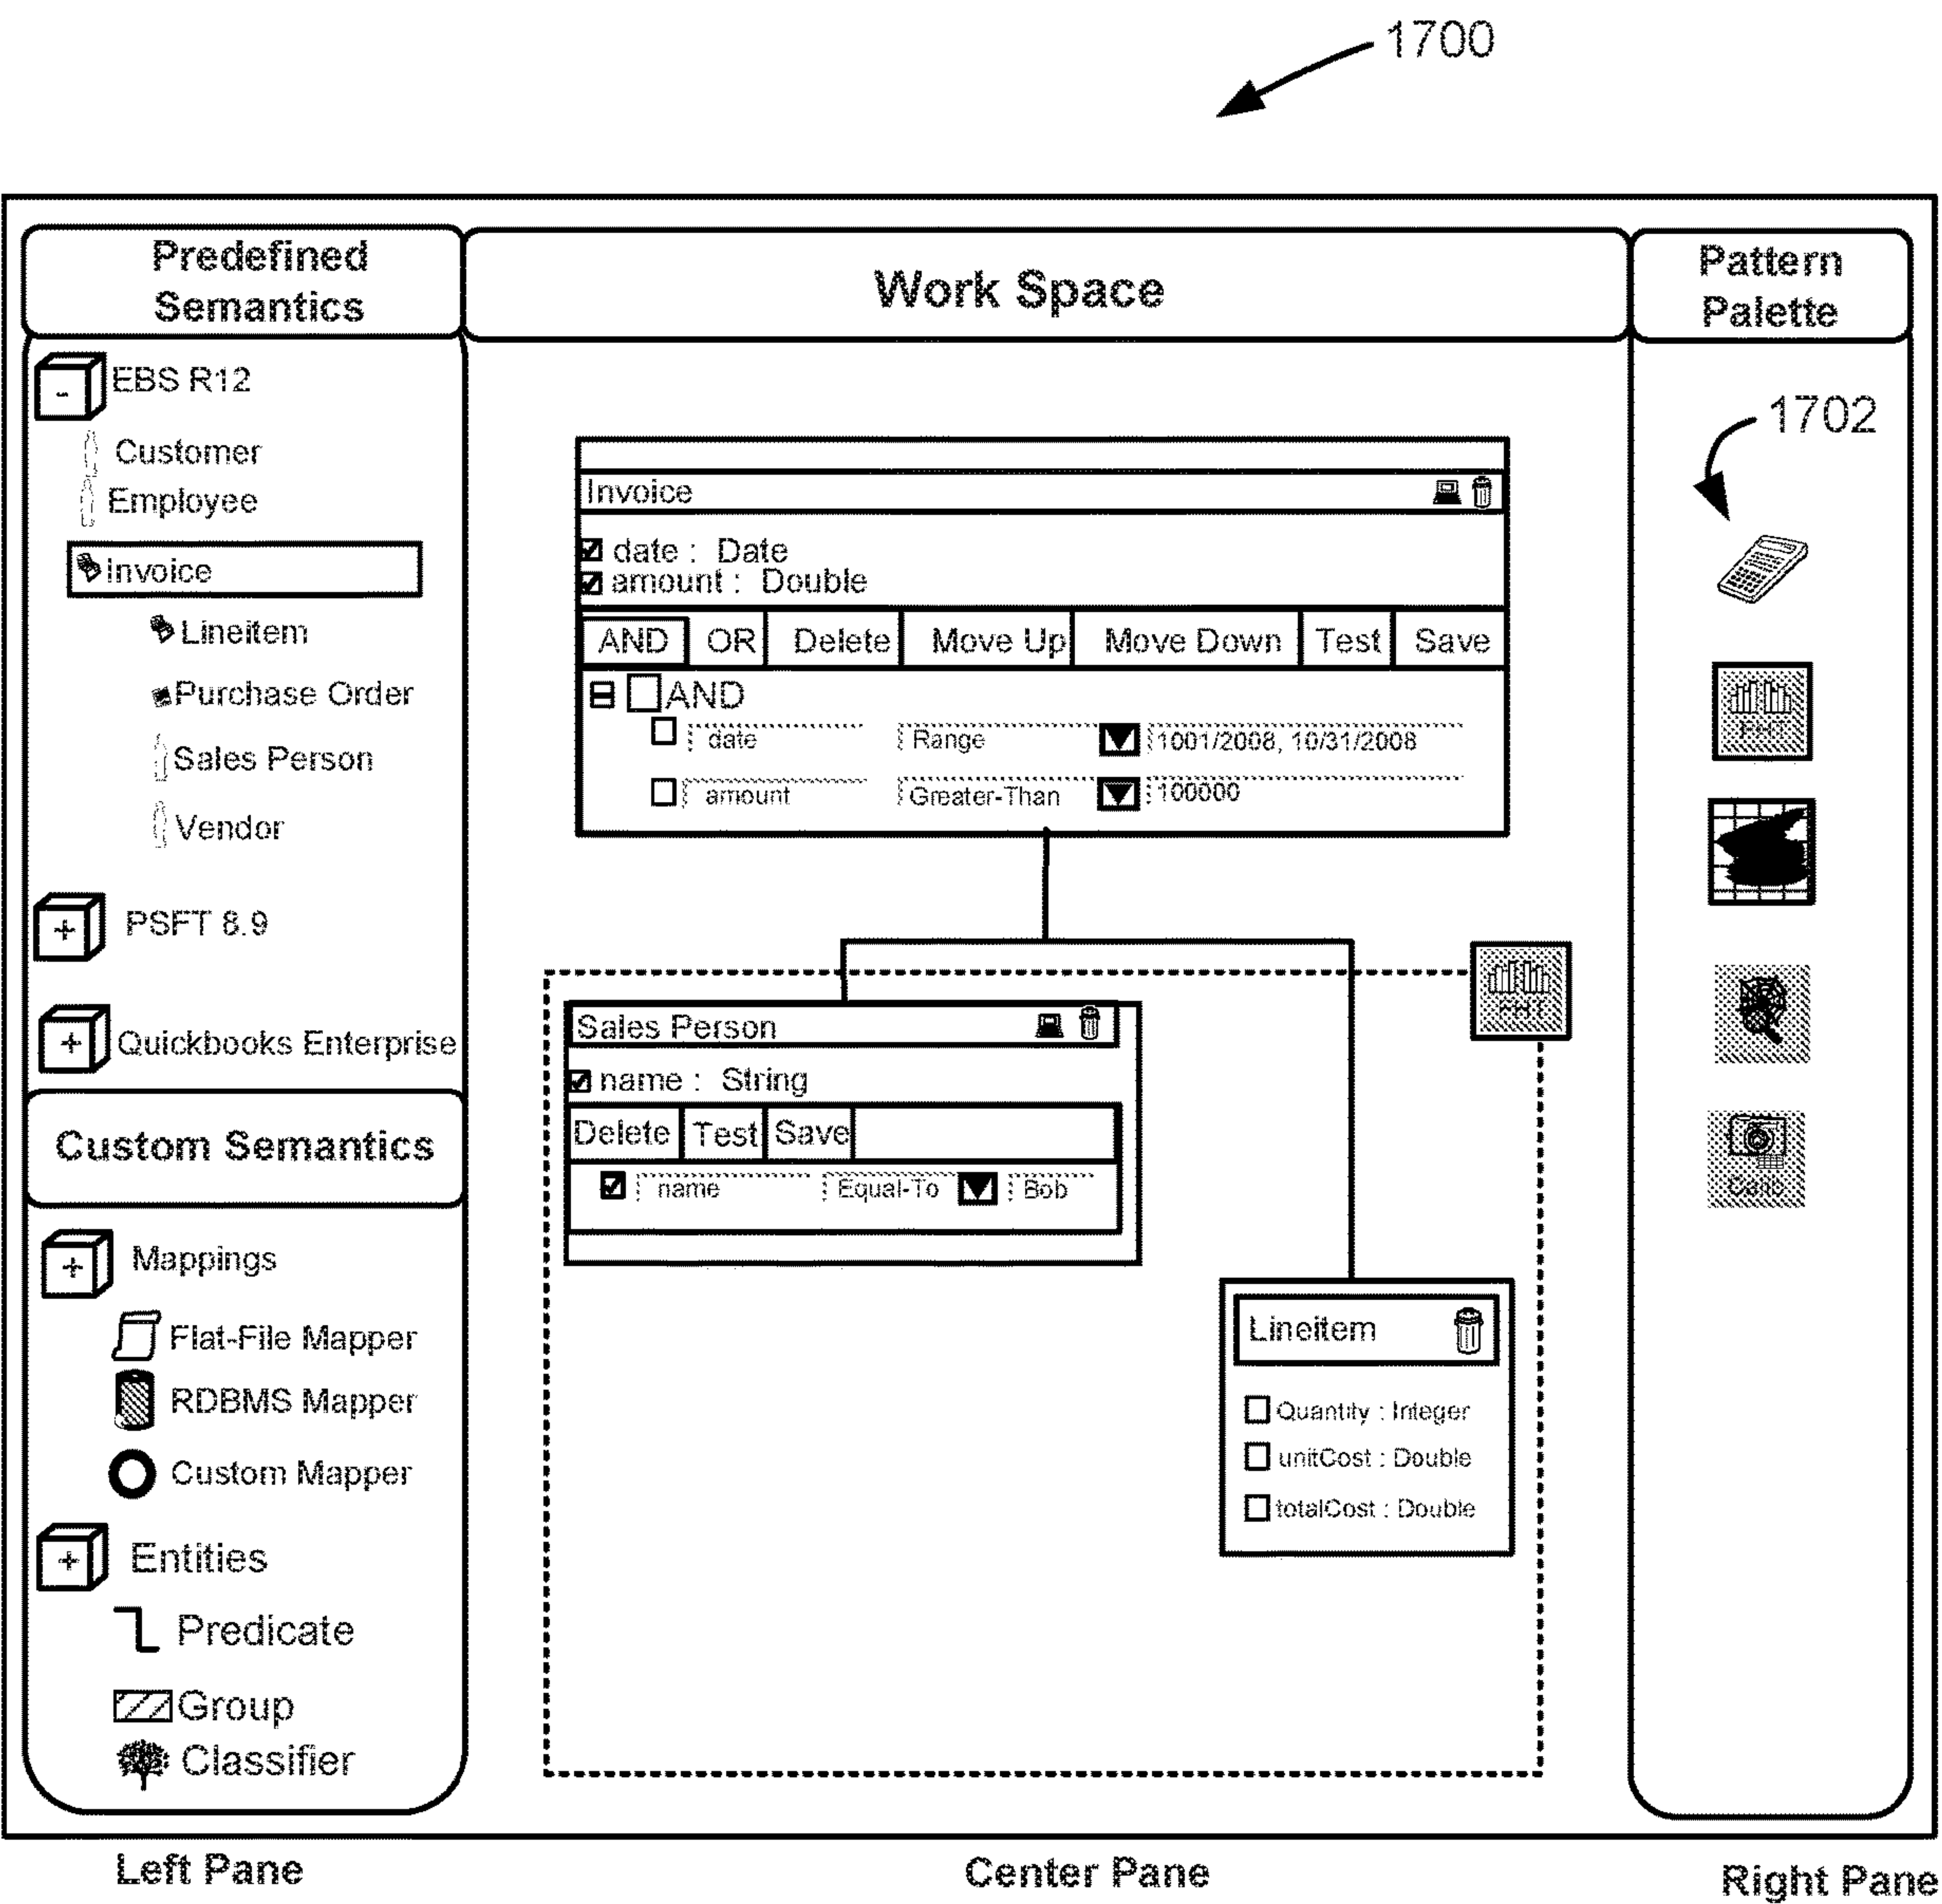 1700
Predefined
Semantics
Work Space
Pattern
Palette
- EBS R12
Customer
Employee
Invoice
Lineitem
Purchase Order
Sales Person
Vendor
+ PSFT 8.9
+ Quickbooks Enterprise
Custom Semantics
+ Mappings
Flat-File Mapper
RDBMS Mapper
Custom Mapper
+ Entities
Predicate
Group
Classifier
Invoice
date : Date
amount : Double
AND OR Delete Move Up Move Down Test Save
AND
date Range 1001/2008, 10/31/2008
amount Greater-Than 100000
Sales Person
name : String
Delete Test Save
name Equal-To Bob
Lineitem
Quantity : Integer
unitCost : Double
totalCost : Double
1702
Left Pane
Center Pane
Right Pane